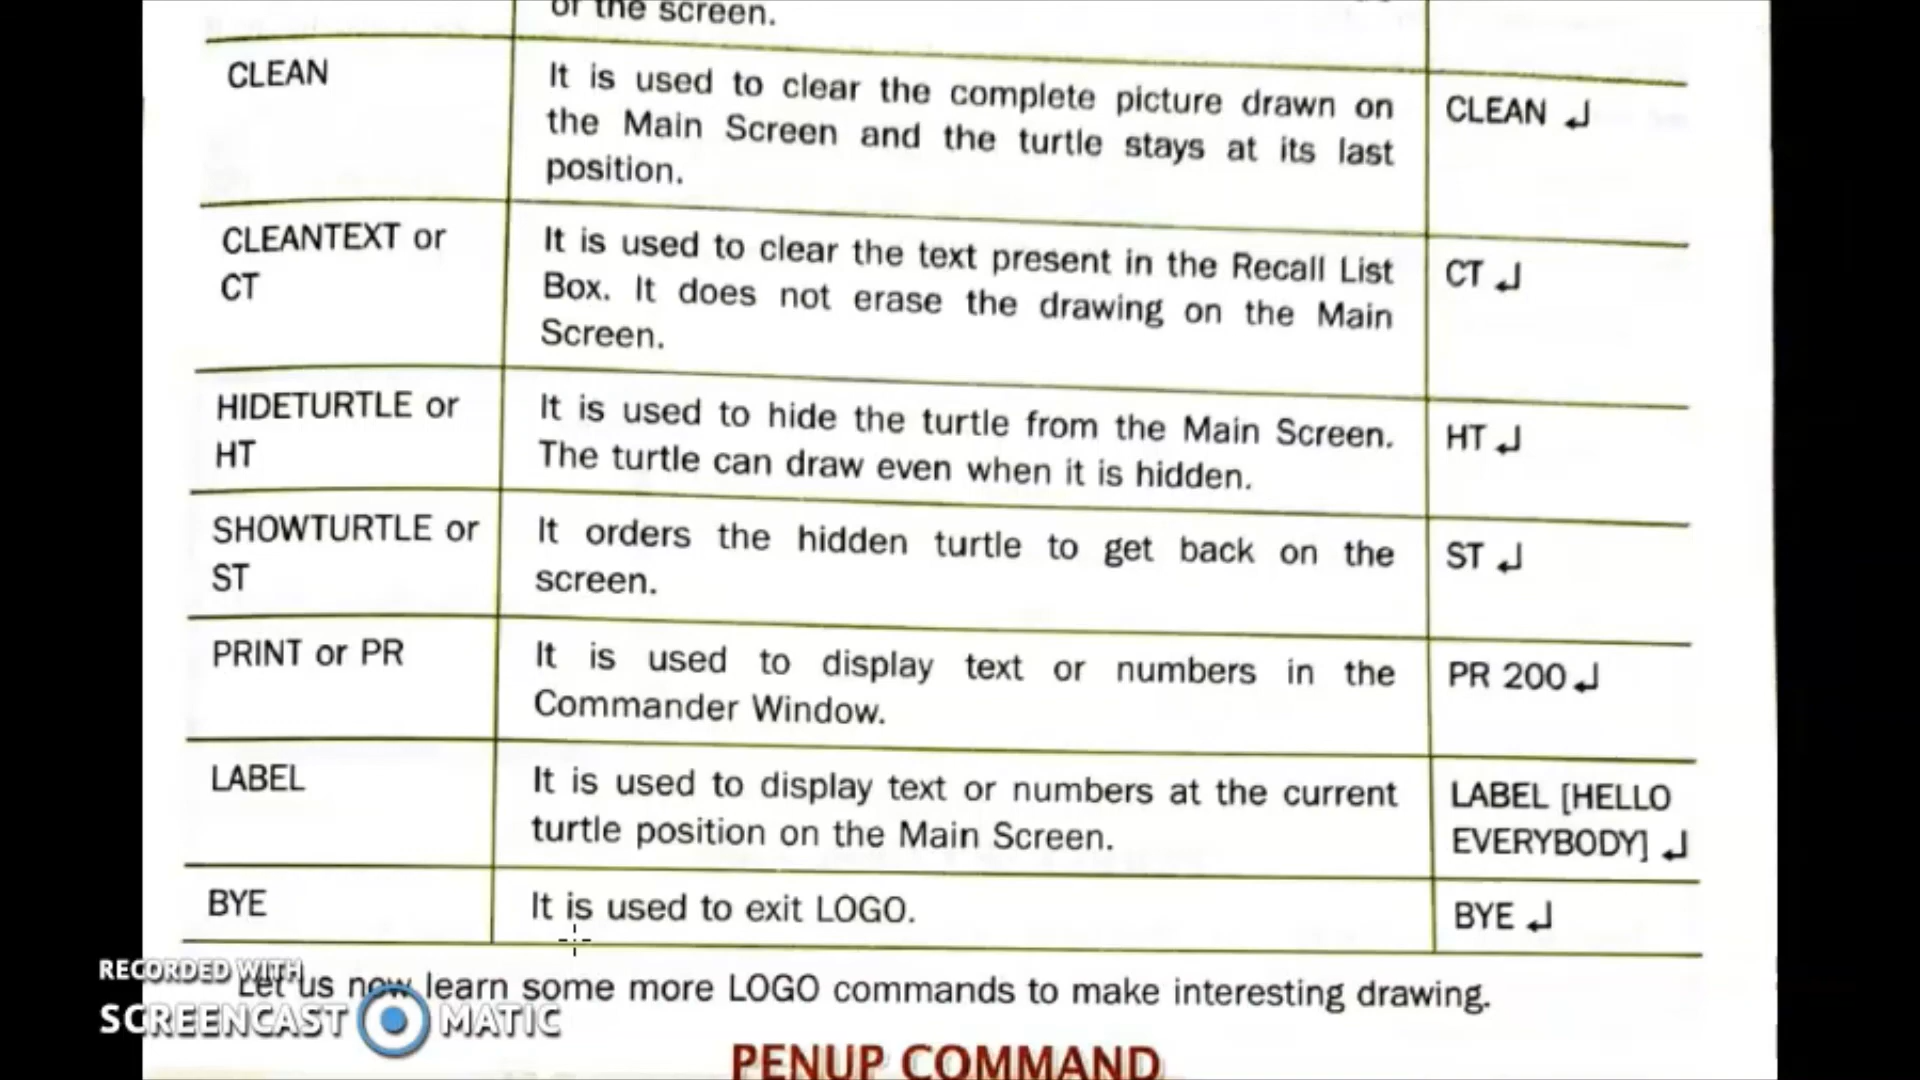 of the screen.
CLEAN
It is used to clear the complete picture drawn on
the Main Screen and the turtle stays at its last
position.
CLEAN ↲
CLEANTEXT or
CT
It is used to clear the text present in the Recall List
Box. It does not erase the drawing on the Main
Screen.
CT ↲
HIDETURTLE or
HT
It is used to hide the turtle from the Main Screen.
The turtle can draw even when it is hidden.
HT ↲
SHOWTURTLE or
ST
It orders the hidden turtle to get back on the
screen.
ST ↲
PRINT or PR
It is used to display text or numbers in the
Commander Window.
PR 200 ↲
LABEL
It is used to display text or numbers at the current
turtle position on the Main Screen.
LABEL [HELLO
EVERYBODY] ↲
BYE
It is used to exit LOGO.
BYE ↲
Let us now learn some more LOGO commands to make interesting drawing.
PENUP COMMAND
RECORDED WITH
SCREENCAST MATIC